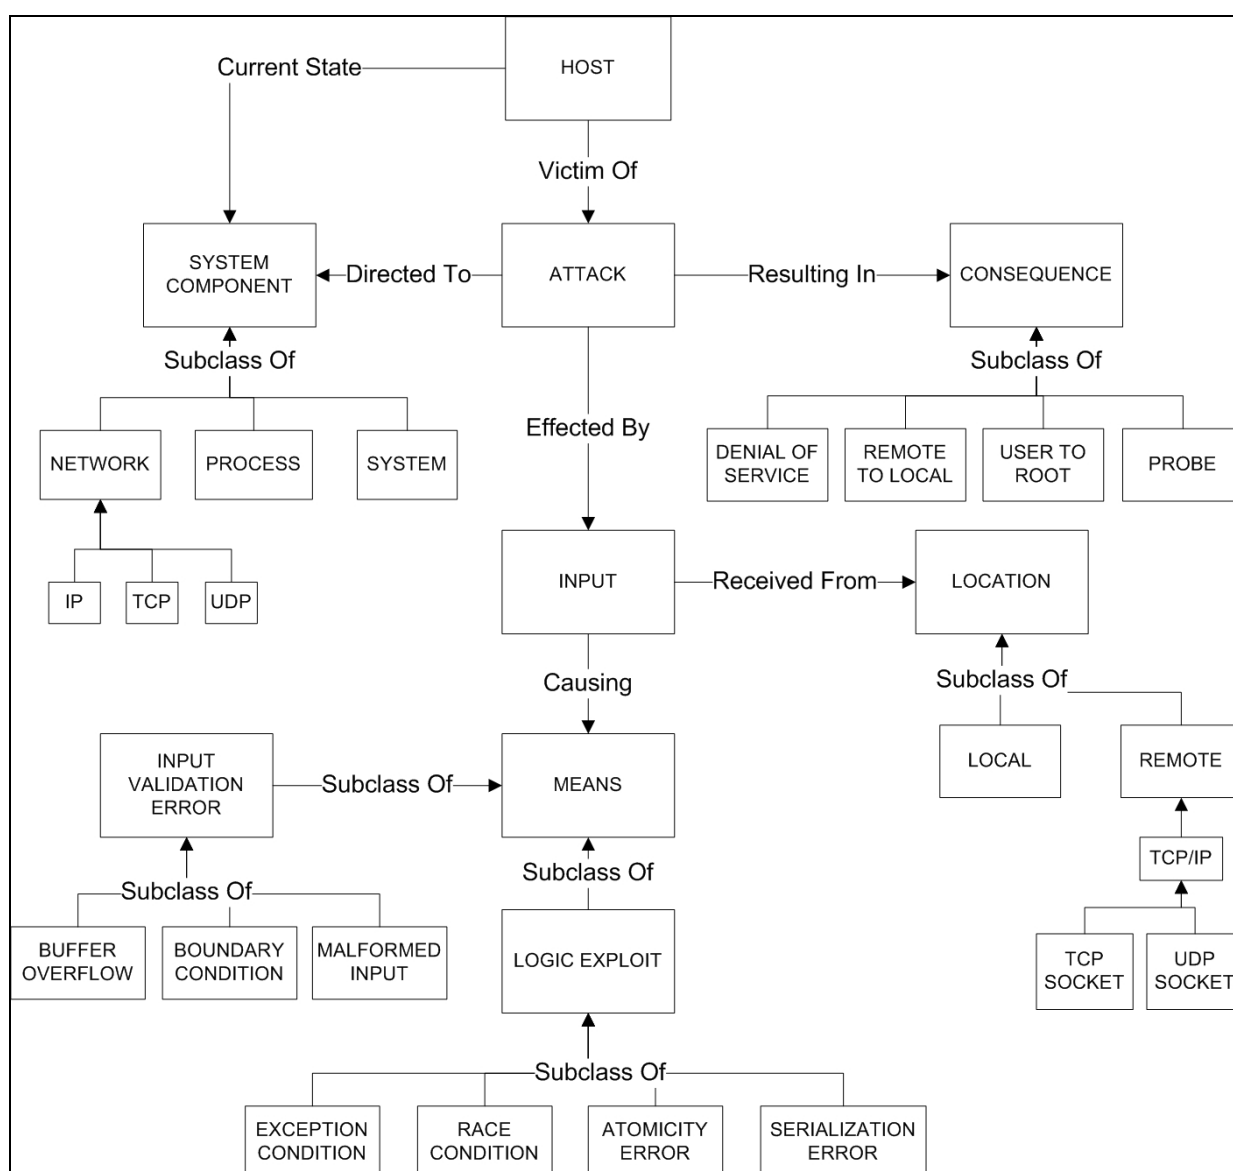 HOST
Current State
Victim Of
SYSTEM
COMPONENT
Directed To
ATTACK
Resulting In
CONSEQUENCE
Subclass Of
Subclass Of
NETWORK
PROCESS
SYSTEM
Effected By
DENIAL OF
SERVICE
REMOTE
TO LOCAL
USER TO
ROOT
PROBE
IP
TCP
UDP
INPUT
Received From
LOCATION
Causing
Subclass Of
INPUT
VALIDATION
ERROR
Subclass Of
MEANS
LOCAL
REMOTE
TCP/IP
Subclass Of
Subclass Of
BUFFER
OVERFLOW
BOUNDARY
CONDITION
MALFORMED
INPUT
LOGIC EXPLOIT
TCP
SOCKET
UDP
SOCKET
Subclass Of
EXCEPTION
CONDITION
RACE
CONDITION
ATOMICITY
ERROR
SERIALIZATION
ERROR